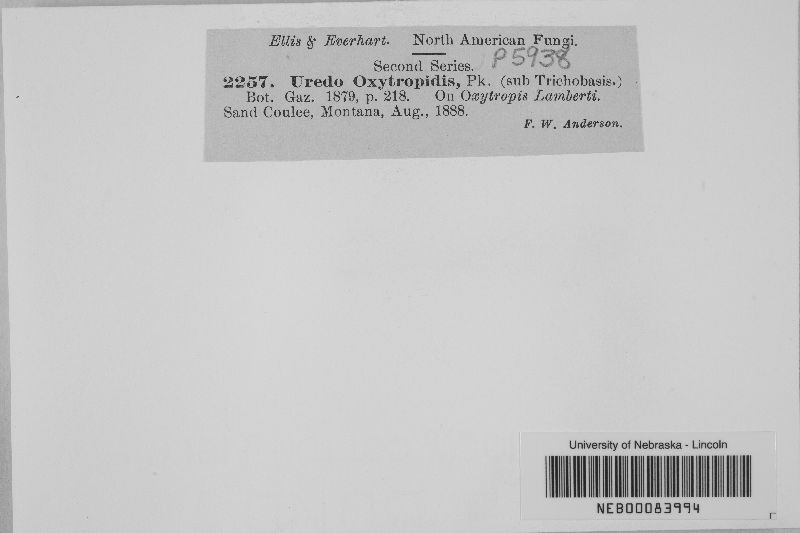 Ellis & Everhart. North American Fungi.
Second Series. P5938
2257. Uredo Oxytropidis, Pk. (sub Trichobasis.)
Bot. Gaz. 1879, p. 218. On Oxytropis Lamberti.
Sand Coulee, Montana, Aug., 1888.
F. W. Anderson.
University of Nebraska - Lincoln
NEB00083994